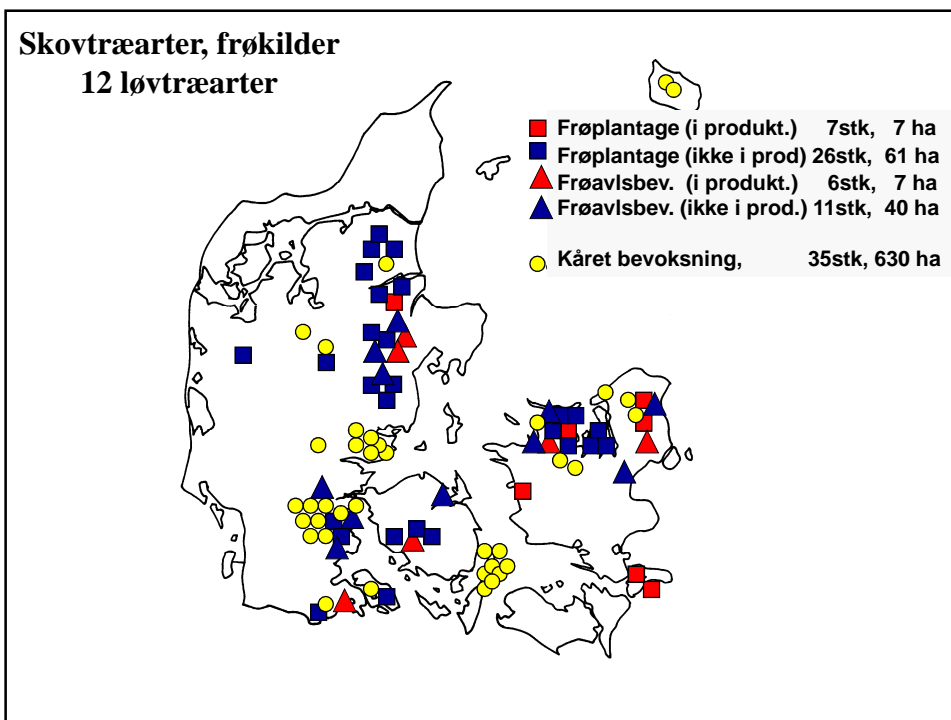 Skovtræarter, frøkilder
12 løvtræarter
Frøplantage (i produkt.) 7stk, 7 ha
Frøplantage (ikke i prod) 26stk, 61 ha
Frøavlsbev. (i produkt.) 6stk, 7 ha
Frøavlsbev. (ikke i prod.) 11stk, 40 ha
Kåret bevoksning, 35stk, 630 ha